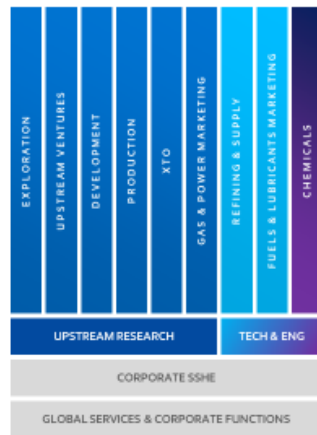 EXPLORATION
UPSTREAM VENTURES
DEVELOPMENT
PRODUCTION
XTO
GAS & POWER MARKETING
REFINING & SUPPLY
FUELS & LUBRICANTS MARKETING
CHEMICALS
UPSTREAM RESEARCH
TECH & ENG
CORPORATE SSHE
GLOBAL SERVICES & CORPORATE FUNCTIONS